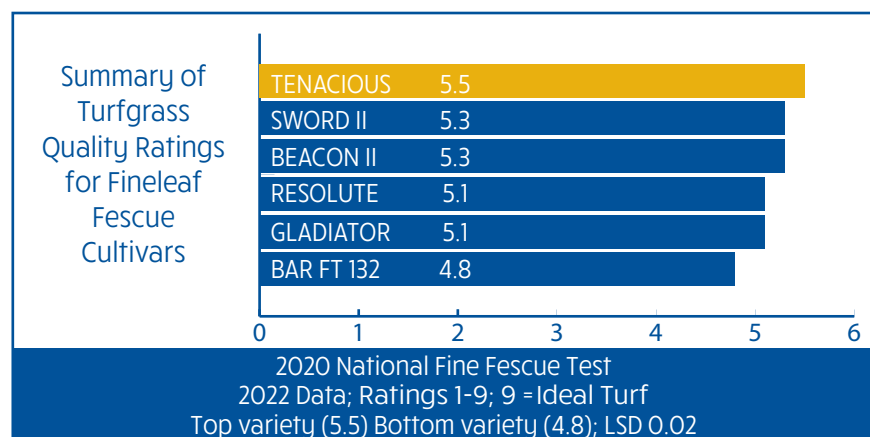 Summary of
Turfgrass
Quality Ratings
for Fineleaf
Fescue
Cultivars
TENACIOUS 5.5
SWORD II 5.3
BEACON II 5.3
RESOLUTE 5.1
GLADIATOR 5.1
BAR FT 132 4.8
0 1 2 3 4 5 6
2020 National Fine Fescue Test
2022 Data; Ratings 1-9; 9 =Ideal Turf
Top variety (5.5) Bottom variety (4.8); LSD 0.02